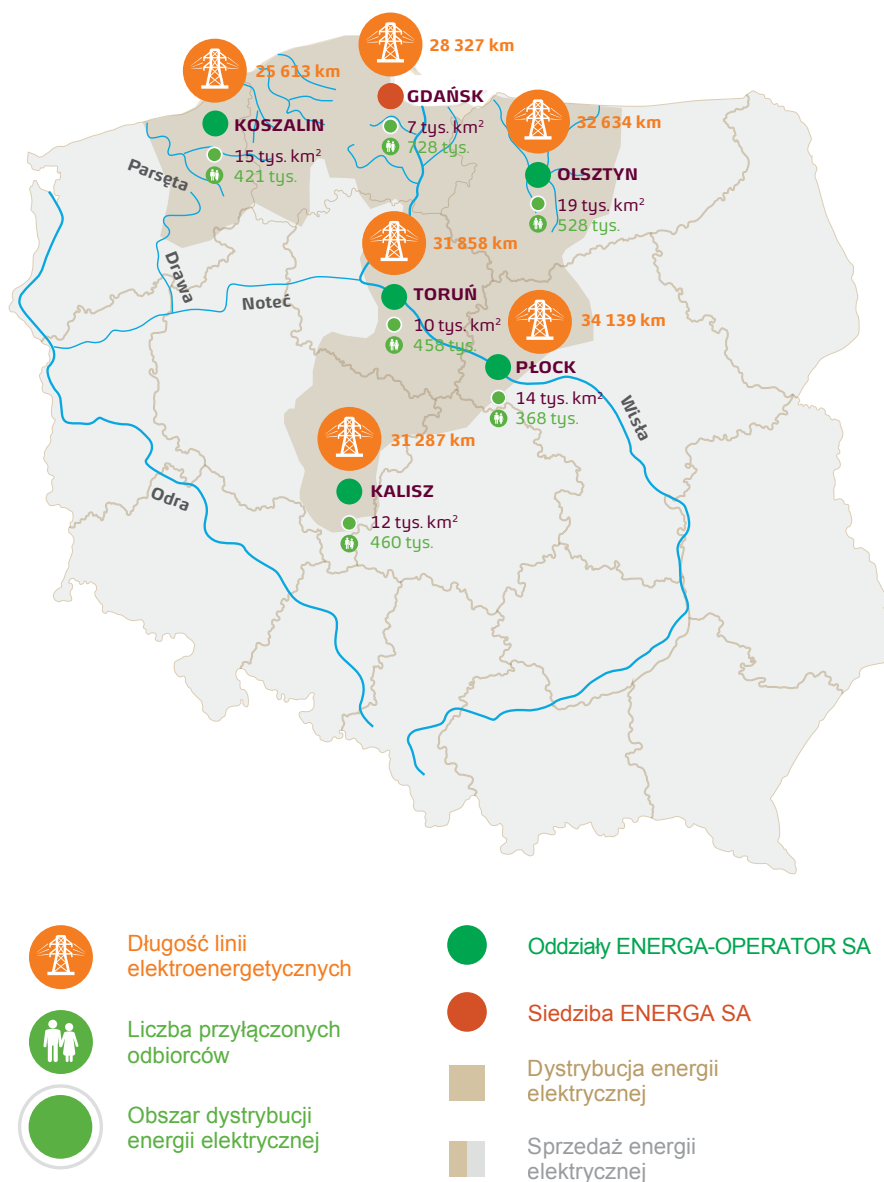 28 327 km
25 613 km
GDAŃSK
32 634 km
KOSZALIN
7 tys. km²
728 tys.
15 tys. km²
421 tys.
Parsęta
OLSZTYN
19 tys. km²
528 tys.
31 858 km
Drawa
TORUŃ
Noteć
10 tys. km²
458 tys.
34 139 km
PŁOCK
14 tys. km²
368 tys.
Wisła
31 287 km
KALISZ
Odra
12 tys. km²
460 tys.
Długość linii
elektroenergetycznych
Liczba przyłączonych
odbiorców
Obszar dystrybucji
energii elektrycznej
Oddziały ENERGA-OPERATOR SA
Siedziba ENERGA SA
Dystrybucja energii
elektrycznej
Sprzedaż energii
elektrycznej